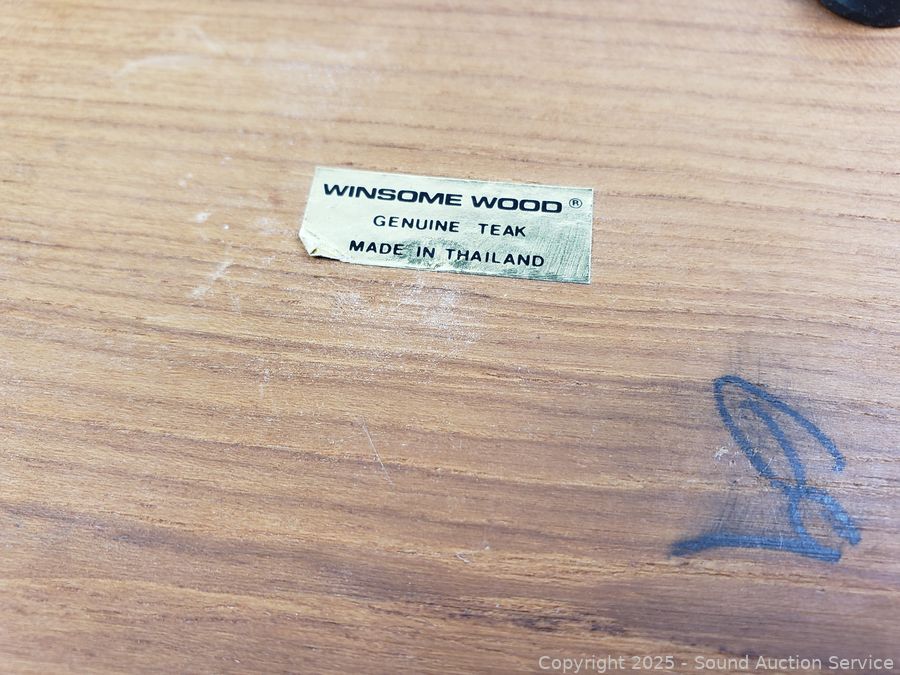 WINSOME WOOD ®
GENUINE TEAK
MADE IN THAILAND
Copyright 2025 - Sound Auction Service